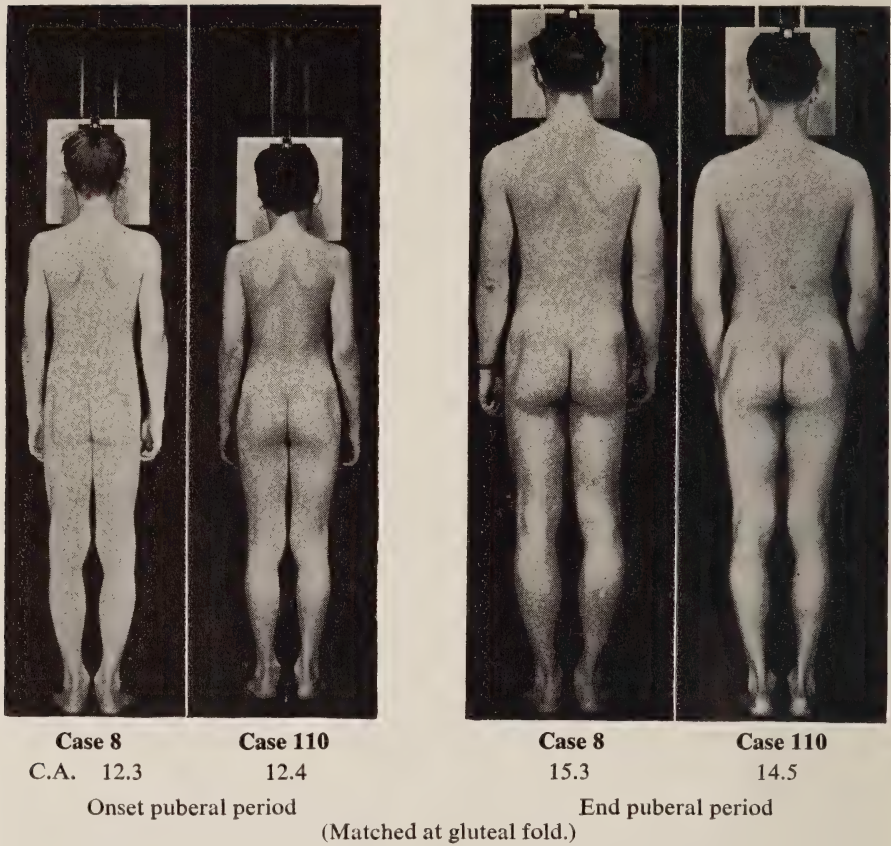 Case 8 Case 110 Case 8 Case 110
C.A. 12.3 12.4 15.3 14.5
Onset puberal period End puberal period
(Matched at gluteal fold.)